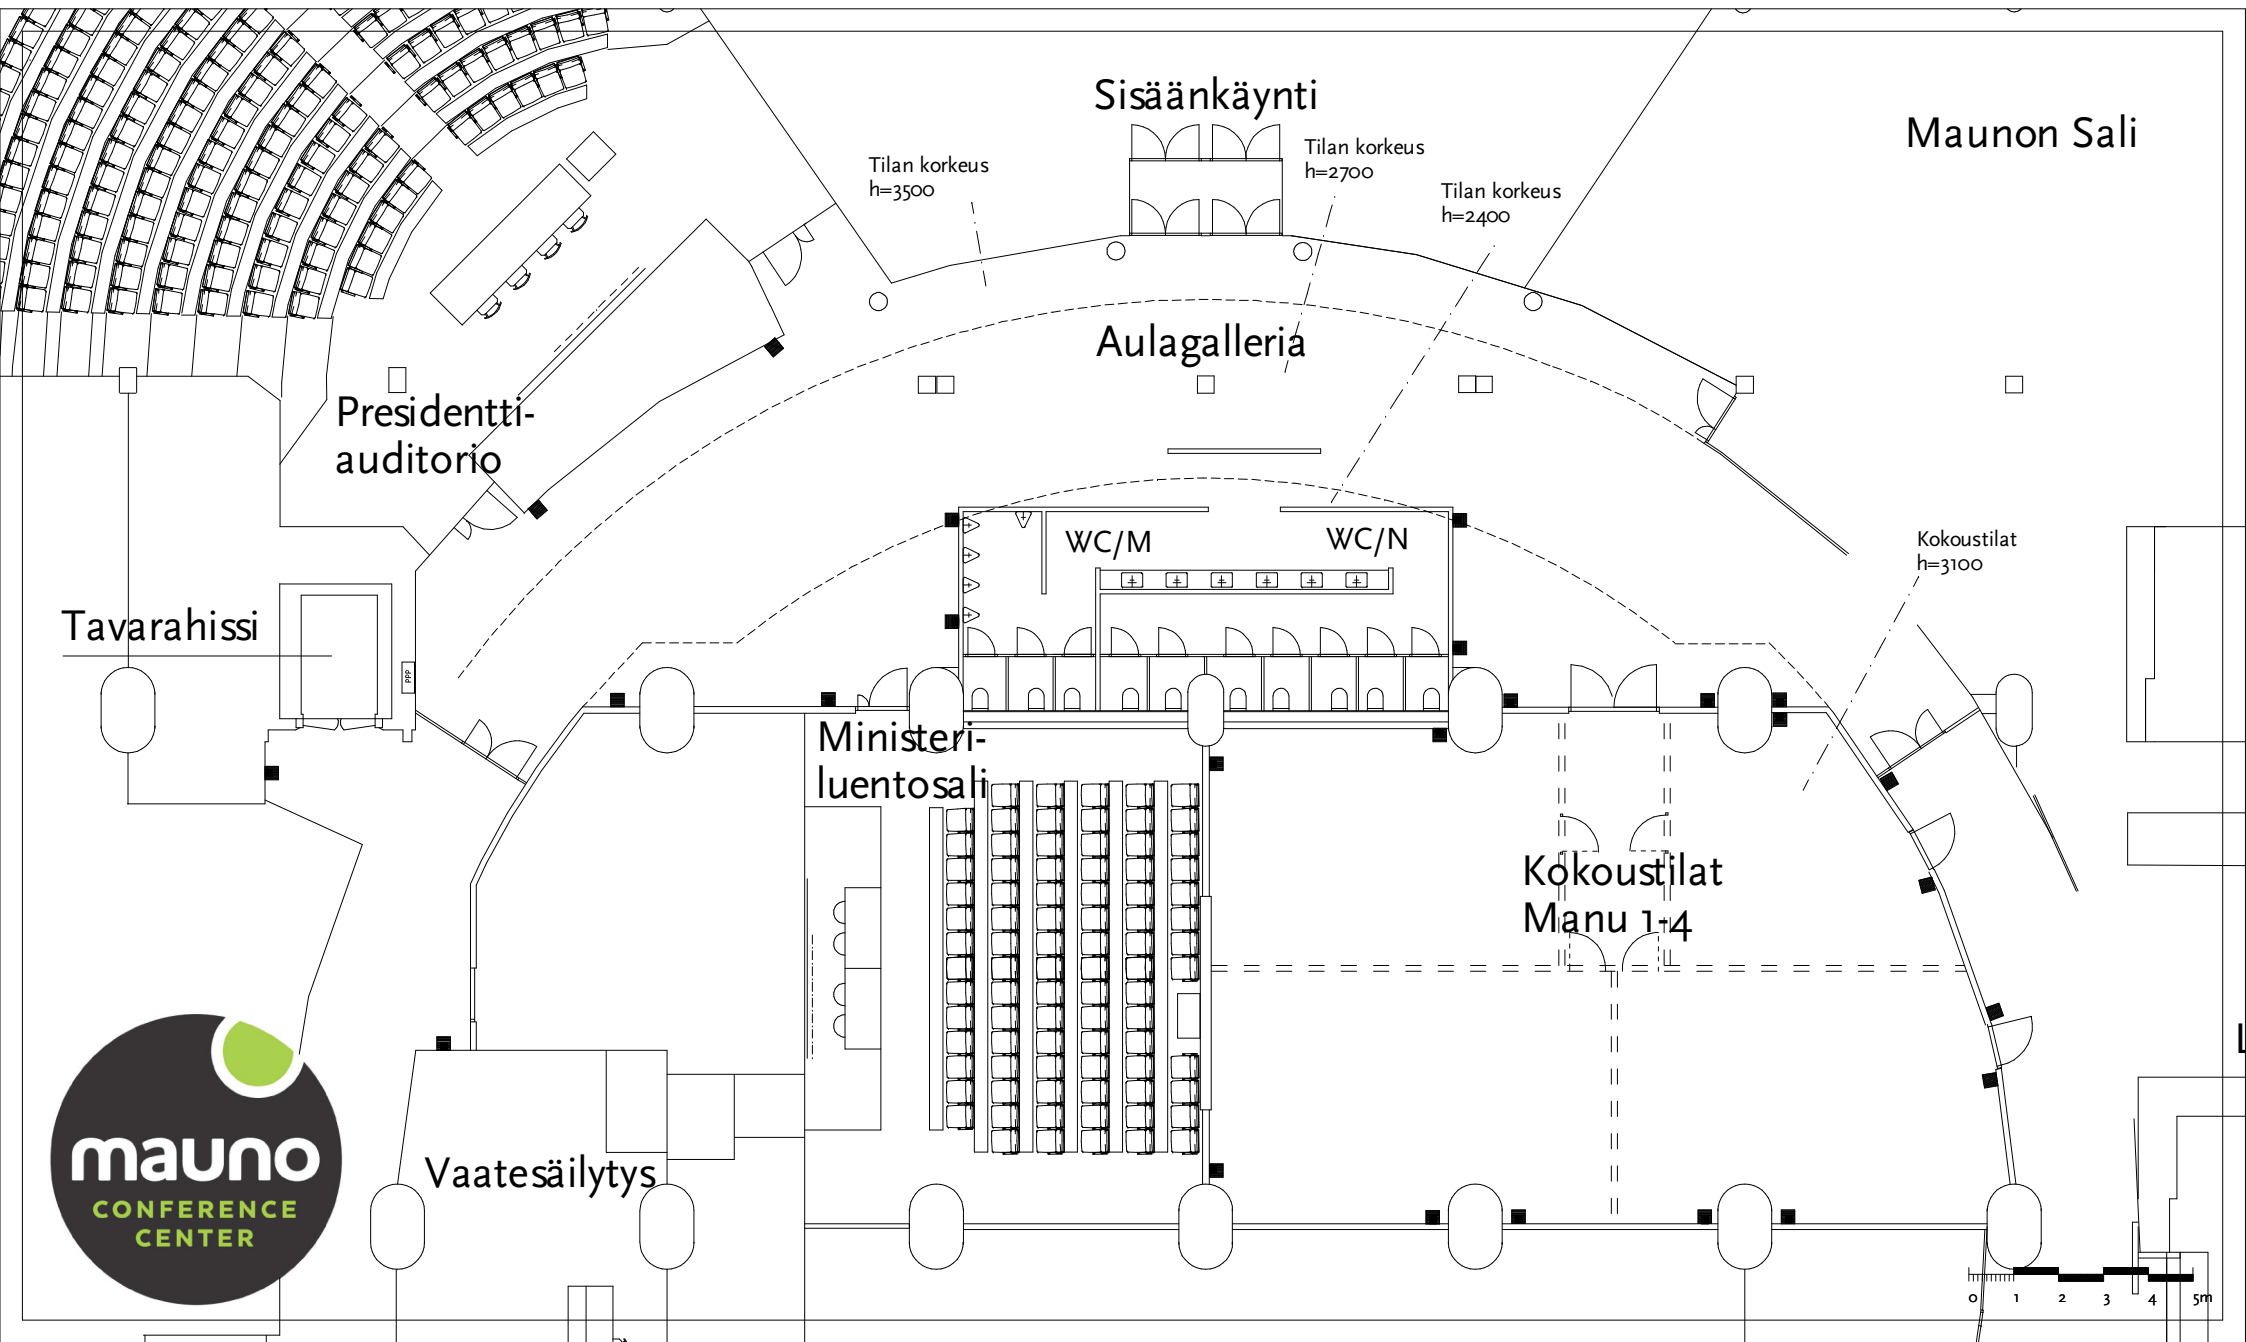 Sisäänkäynti
Maunon Sali
Tilan korkeus
h=3500
Tilan korkeus
h=2700
Tilan korkeus
h=2400
Aulagalleria
Presidentti-
auditorio
WC/M
WC/N
Kokoustilat
h=3100
Tavarahissi
PPP
Ministeri-
luentosali
Kokoustilat
Manu 1-4
mauno
CONFERENCE
CENTER
Vaatesäilytys
0 1 2 3 4 5m